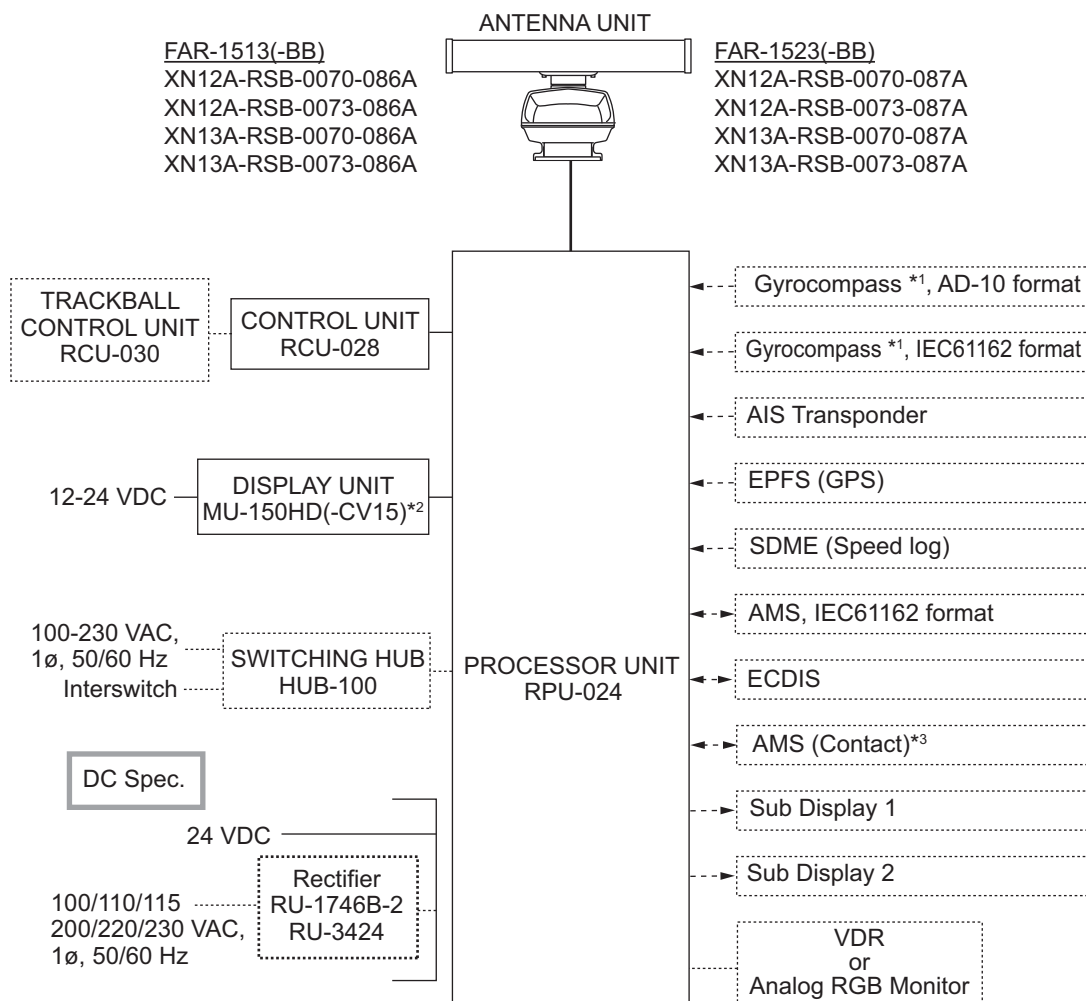 ANTENNA UNIT
FAR-1513(-BB)
XN12A-RSB-0070-086A
XN12A-RSB-0073-086A
XN13A-RSB-0070-086A
XN13A-RSB-0073-086A
FAR-1523(-BB)
XN12A-RSB-0070-087A
XN12A-RSB-0073-087A
XN13A-RSB-0070-087A
XN13A-RSB-0073-087A
TRACKBALL
CONTROL UNIT
RCU-030
CONTROL UNIT
RCU-028
12-24 VDC
DISPLAY UNIT
MU-150HD(-CV15)*2
100-230 VAC,
1ø, 50/60 Hz
Interswitch
SWITCHING HUB
HUB-100
DC Spec.
24 VDC
100/110/115
200/220/230 VAC,
1ø, 50/60 Hz
Rectifier
RU-1746B-2
RU-3424
PROCESSOR UNIT
RPU-024
Gyrocompass *1, AD-10 format
Gyrocompass *1, IEC61162 format
AIS Transponder
EPFS (GPS)
SDME (Speed log)
AMS, IEC61162 format
ECDIS
AMS (Contact)*3
Sub Display 1
Sub Display 2
VDR
or
Analog RGB Monitor